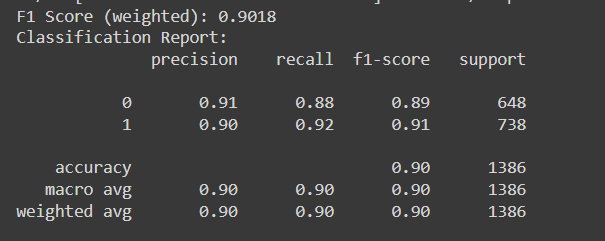 F1 Score (weighted): 0.9018
Classification Report:
precision recall f1-score support
0 0.91 0.88 0.89 648
1 0.90 0.92 0.91 738
accuracy 0.90 1386
macro avg 0.90 0.90 0.90 1386
weighted avg 0.90 0.90 0.90 1386